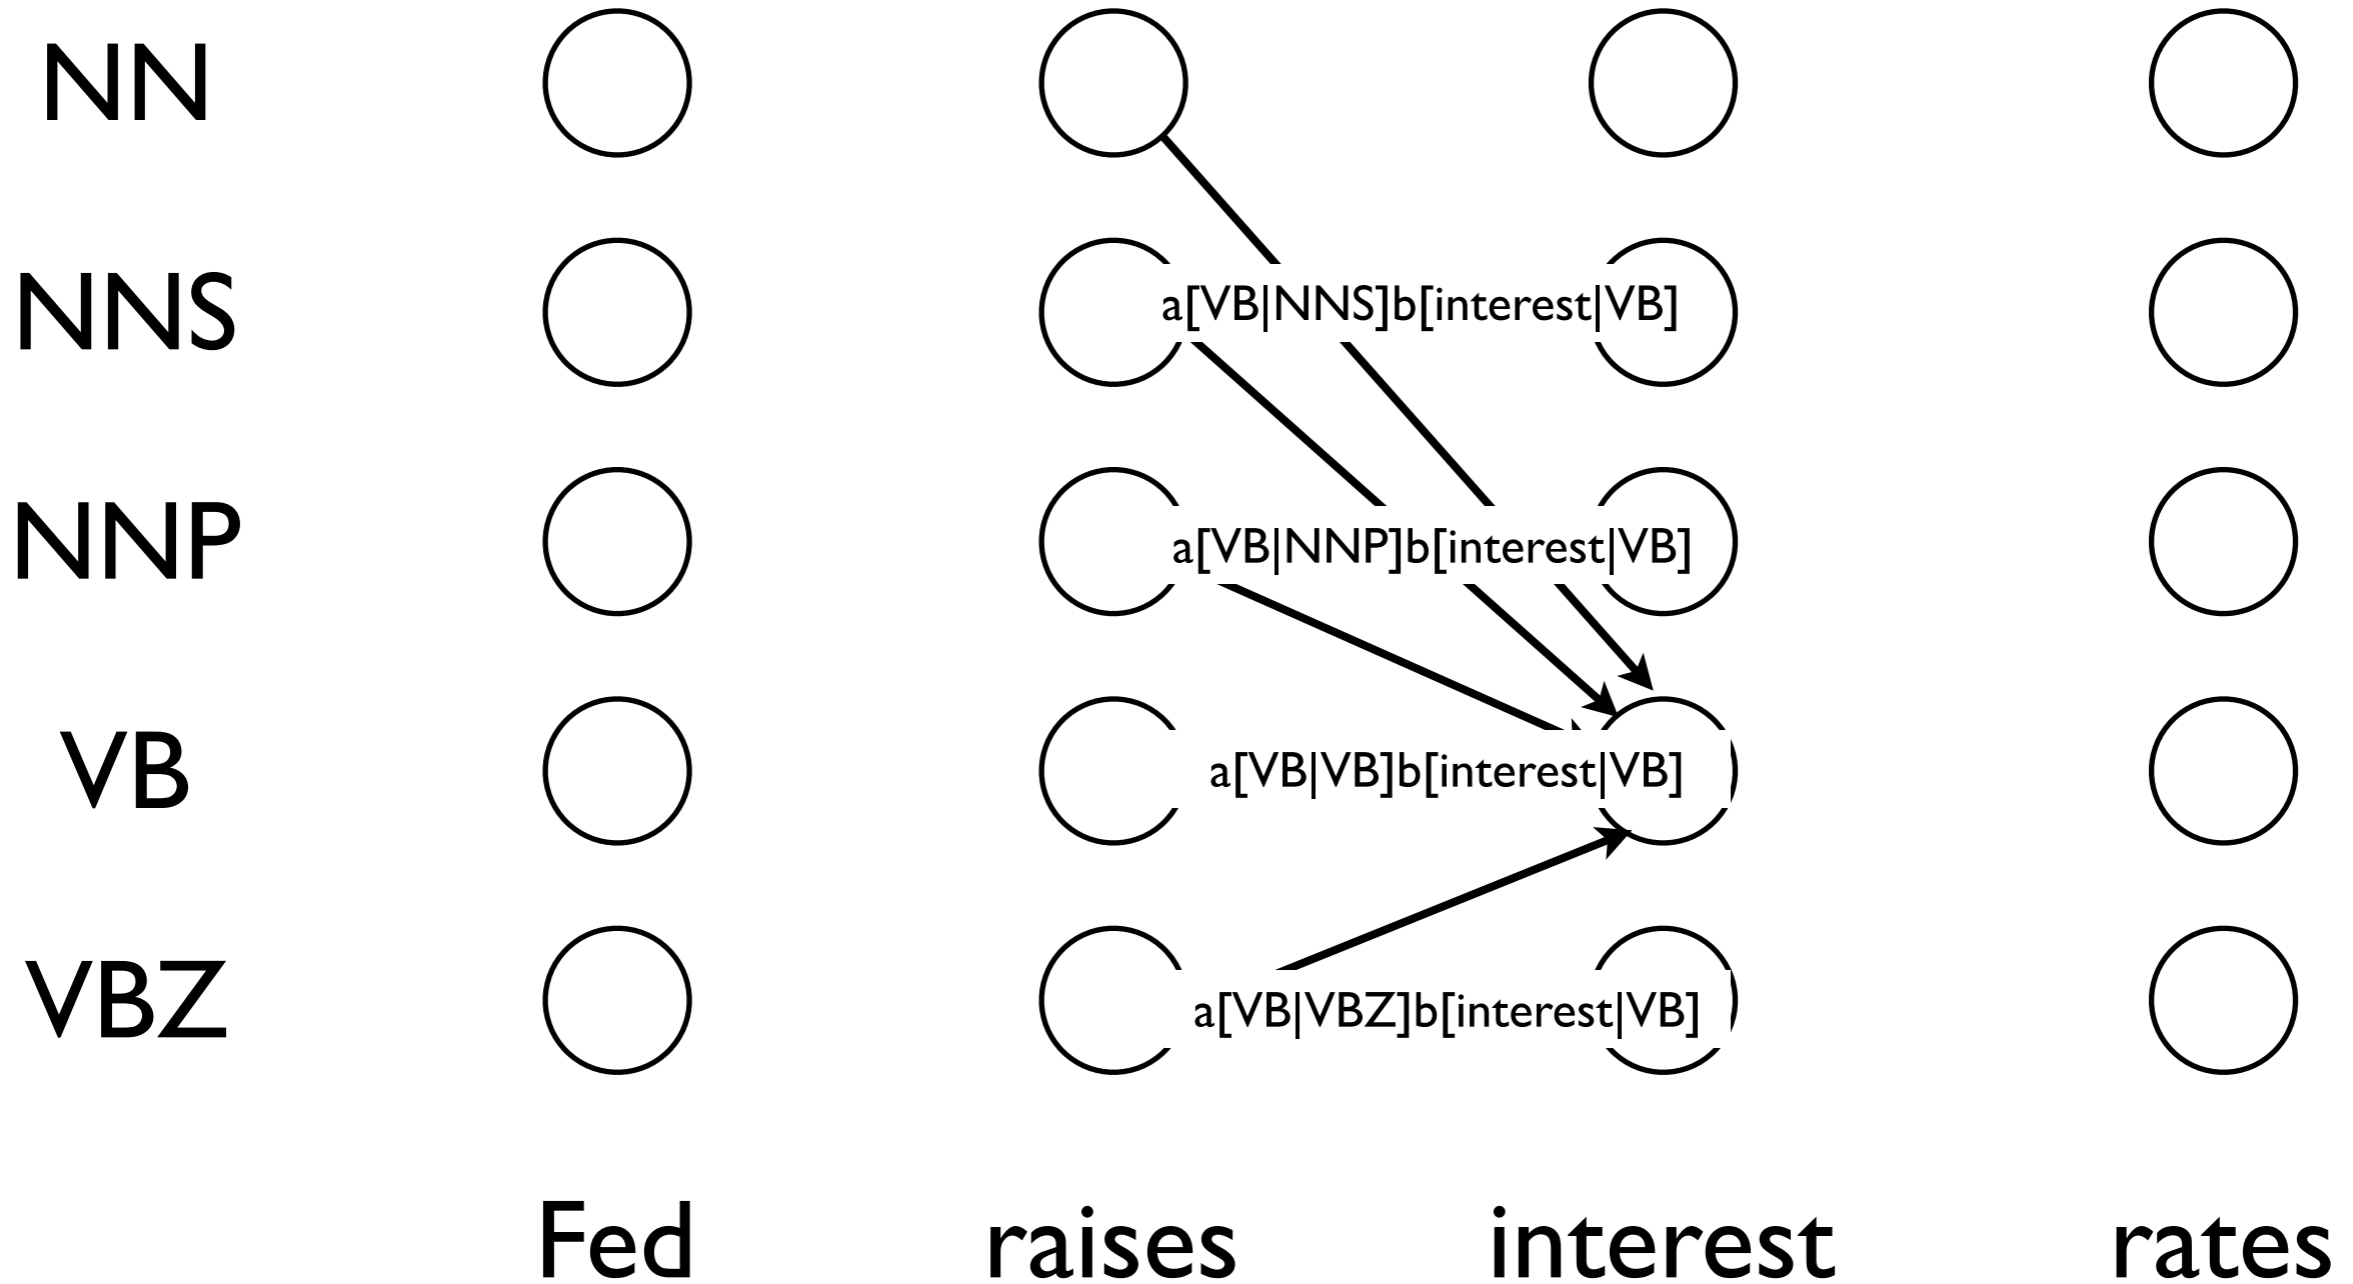 NN
NNS
a[VB|NNS]b[interest|VB]
NNP
a[VB|NNP]b[interest|VB]
VB
a[VB|VB]b[interest|VB]
VBZ
a[VB|VBZ]b[interest|VB]
Fed raises interest rates